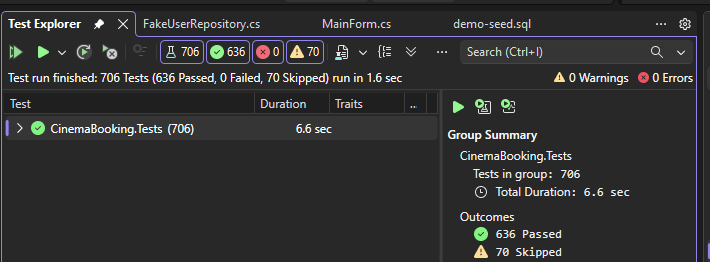 Test Explorer FakeUserRepository.cs MainForm.cs demo-seed.sql
706 636 0 70 Search (Ctrl+I)
Test run finished: 706 Tests (636 Passed, 0 Failed, 70 Skipped) run in 1.6 sec 0 Warnings 0 Errors
Test Duration Traits ...
CinemaBooking.Tests (706) 6.6 sec
Group Summary
CinemaBooking.Tests
Tests in group: 706
Total Duration: 6.6 sec
Outcomes
636 Passed
70 Skipped